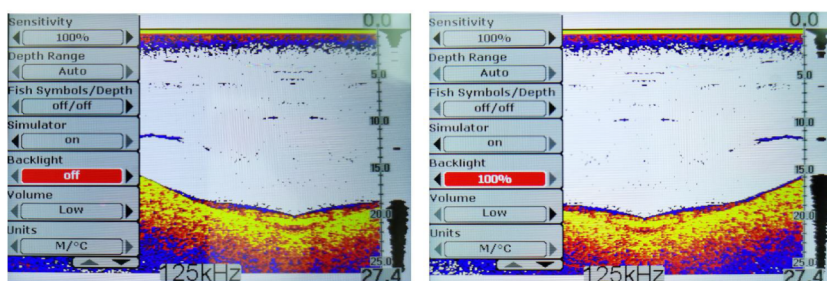 Sensitivity
100%
0.0
Depth Range
Auto
5.0
Fish Symbols/Depth
off/off
10.0
Simulator
on
Backlight
off
15.0
Volume
Low
20.0
Units
M/°C
25.0
125kHz
27.4
Sensitivity
100%
0.0
Depth Range
Auto
5.0
Fish Symbols/Depth
off/off
10.0
Simulator
on
Backlight
100%
15.0
Volume
Low
20.0
Units
M/°C
25.0
125kHz
27.4